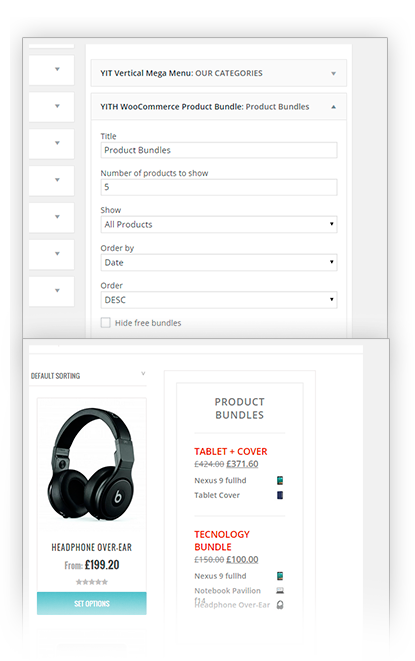 YIT Vertical Mega Menu: OUR CATEGORIES
YITH WooCommerce Product Bundle: Product Bundles
Title
Product Bundles
Number of products to show
5
Show
All Products
Order by
Date
Order
DESC
Hide free bundles
DEFAULT SORTING
b
HEADPHONE OVER-EAR
From: £199.20
SET OPTIONS
PRODUCT
BUNDLES
TABLET + COVER
£424.00 £371.60
Nexus 9 fullhd
Tablet Cover
TECNOLOGY
BUNDLE
£150.00 £100.00
Nexus 9 fullhd
Notebook Pavilion
f14
Headphone Over-Ear